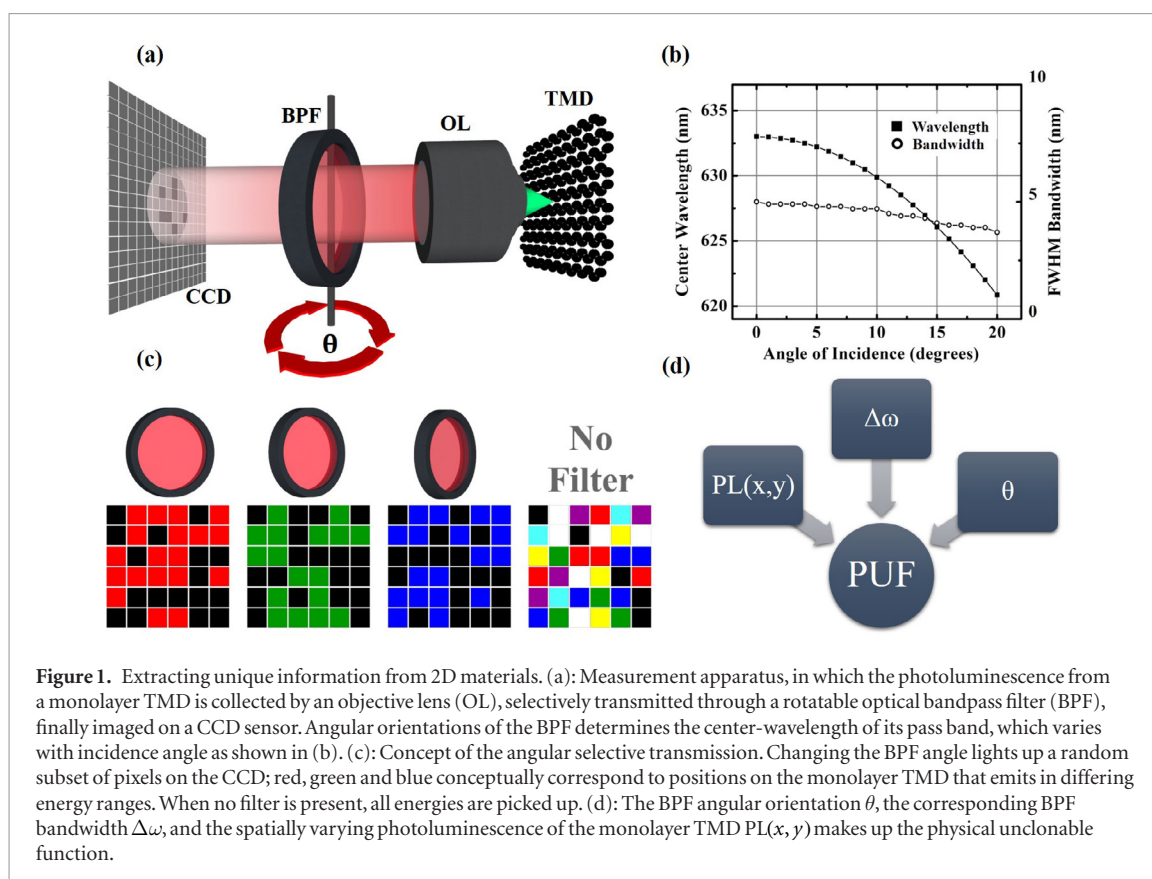 (a)
BPF
OL
TMD
CCD
θ
(b)
10
635
630
625
620
5
0
Center Wavelength (nm)
FWHM Bandwidth (nm)
Wavelength
Bandwidth
0 5 10 15 20
Angle of Incidence (degrees)
(c)
No
Filter
(d)
Δω
PL(x,y)
θ
PUF
Figure 1. Extracting unique information from 2D materials. (a): Measurement apparatus, in which the photoluminescence from
a monolayer TMD is collected by an objective lens (OL), selectively transmitted through a rotatable optical bandpass filter (BPF),
finally imaged on a CCD sensor. Angular orientations of the BPF determines the center-wavelength of its pass band, which varies
with incidence angle as shown in (b). (c): Concept of the angular selective transmission. Changing the BPF angle lights up a random
subset of pixels on the CCD; red, green and blue conceptually correspond to positions on the monolayer TMD that emits in differing
energy ranges. When no filter is present, all energies are picked up. (d): The BPF angular orientation θ, the corresponding BPF
bandwidth Δω, and the spatially varying photoluminescence of the monolayer TMD PL(x, y) makes up the physical unclonable
function.